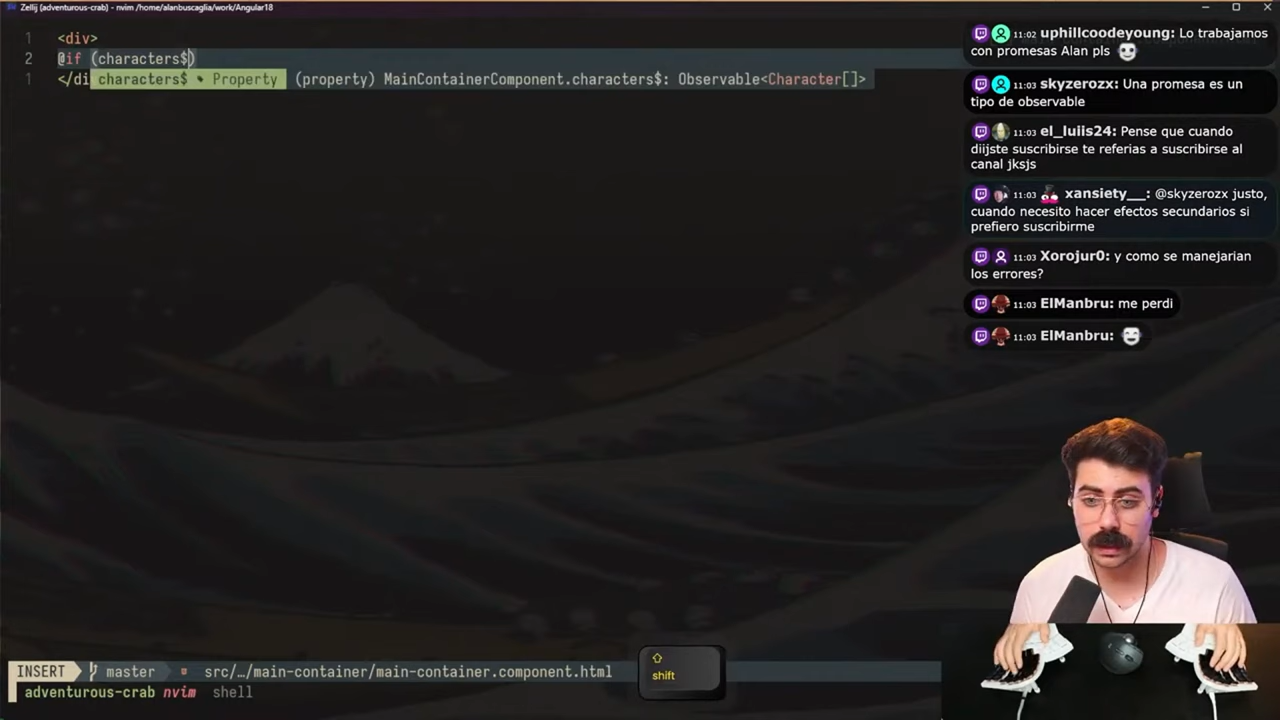 Zellij (adventurous-crab) - nvim /home/alanbuscaglia/work/Angular18
1 <div>
2 @if (characters$)
1 </di characters$ Property (property) MainContainerComponent.characters$: Observable<Character[]>
11:02 uphillcoodeyoung: Lo trabajamos
con promesas Alan pls
11:03 skyzerozx: Una promesa es un
tipo de observable
11:03 el_luiis24: Pense que cuando
diijste suscribirse te referias a suscribirse al
canal jksjs
11:03 xansiety__: @skyzerozx justo,
cuando necesito hacer efectos secundarios si
prefiero suscribirme
11:03 Xorojur0: y como se manejarian
los errores?
11:03 ElManbru: me perdi
11:03 ElManbru:
shift
INSERT master src/…/main-container/main-container.component.html
adventurous-crab nvim shell